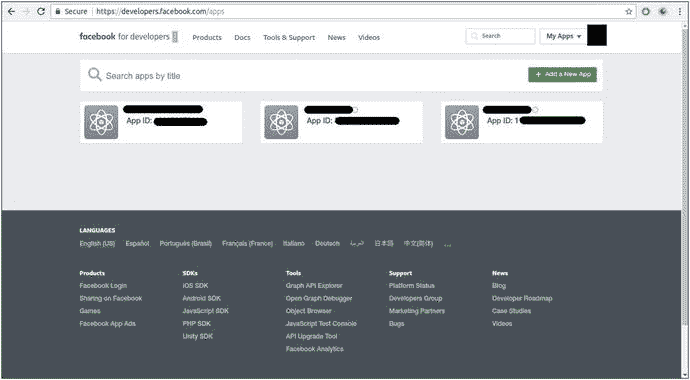 Secure https://developers.facebook.com/apps
facebook for developers Products Docs Tools & Support News Videos Search My Apps
Search apps by title + Add a New App
App ID: App ID: App ID: 1
LANGUAGES
English (US) Español Português (Brasil) Français (France) Italiano Deutsch العربية 日本語 中文(简体) ...
Products SDKs Tools Support News
Facebook Login iOS SDK Graph API Explorer Platform Status Blog
Sharing on Facebook Android SDK Open Graph Debugger Developers Group Developer Roadmap
Games JavaScript SDK Object Browser Marketing Partners Case Studies
Facebook App Ads PHP SDK JavaScript Test Console Bugs Videos
Unity SDK API Upgrade Tool
Facebook Analytics